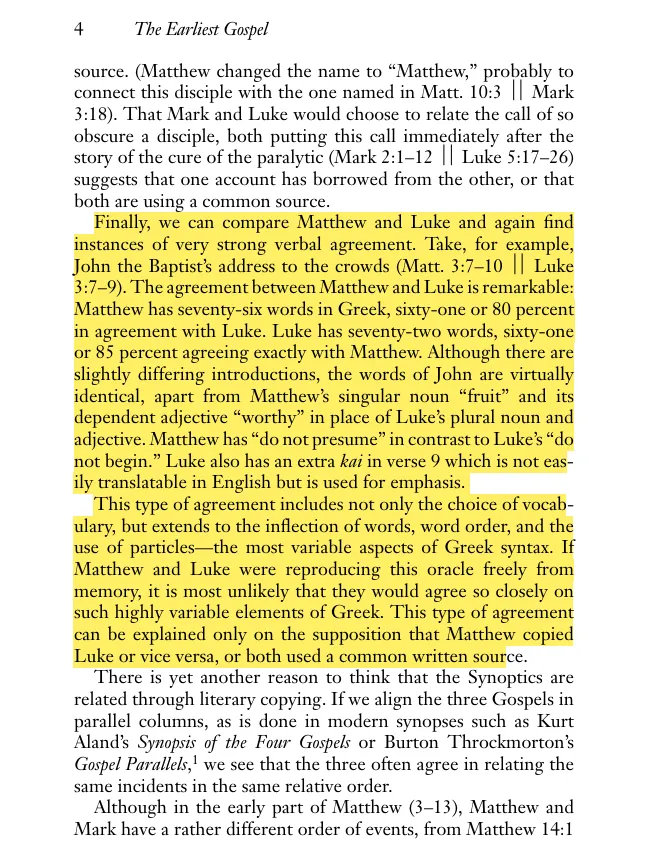 4 The Earliest Gospel
source. (Matthew changed the name to “Matthew,” probably to
connect this disciple with the one named in Matt. 10:3 || Mark
3:18). That Mark and Luke would choose to relate the call of so
obscure a disciple, both putting this call immediately after the
story of the cure of the paralytic (Mark 2:1–12 || Luke 5:17–26)
suggests that one account has borrowed from the other, or that
both are using a common source.
Finally, we can compare Matthew and Luke and again find
instances of very strong verbal agreement. Take, for example,
John the Baptist’s address to the crowds (Matt. 3:7–10 || Luke
3:7–9). The agreement between Matthew and Luke is remarkable:
Matthew has seventy-six words in Greek, sixty-one or 80 percent
in agreement with Luke. Luke has seventy-two words, sixty-one
or 85 percent agreeing exactly with Matthew. Although there are
slightly differing introductions, the words of John are virtually
identical, apart from Matthew’s singular noun “fruit” and its
dependent adjective “worthy” in place of Luke’s plural noun and
adjective. Matthew has “do not presume” in contrast to Luke’s “do
not begin.” Luke also has an extra kai in verse 9 which is not eas-
ily translatable in English but is used for emphasis.
This type of agreement includes not only the choice of vocab-
ulary, but extends to the inflection of words, word order, and the
use of particles—the most variable aspects of Greek syntax. If
Matthew and Luke were reproducing this oracle freely from
memory, it is most unlikely that they would agree so closely on
such highly variable elements of Greek. This type of agreement
can be explained only on the supposition that Matthew copied
Luke or vice versa, or both used a common written source.
There is yet another reason to think that the Synoptics are
related through literary copying. If we align the three Gospels in
parallel columns, as is done in modern synopses such as Kurt
Aland’s Synopsis of the Four Gospels or Burton Throckmorton’s
Gospel Parallels,¹ we see that the three often agree in relating the
same incidents in the same relative order.
Although in the early part of Matthew (3–13), Matthew and
Mark have a rather different order of events, from Matthew 14:1